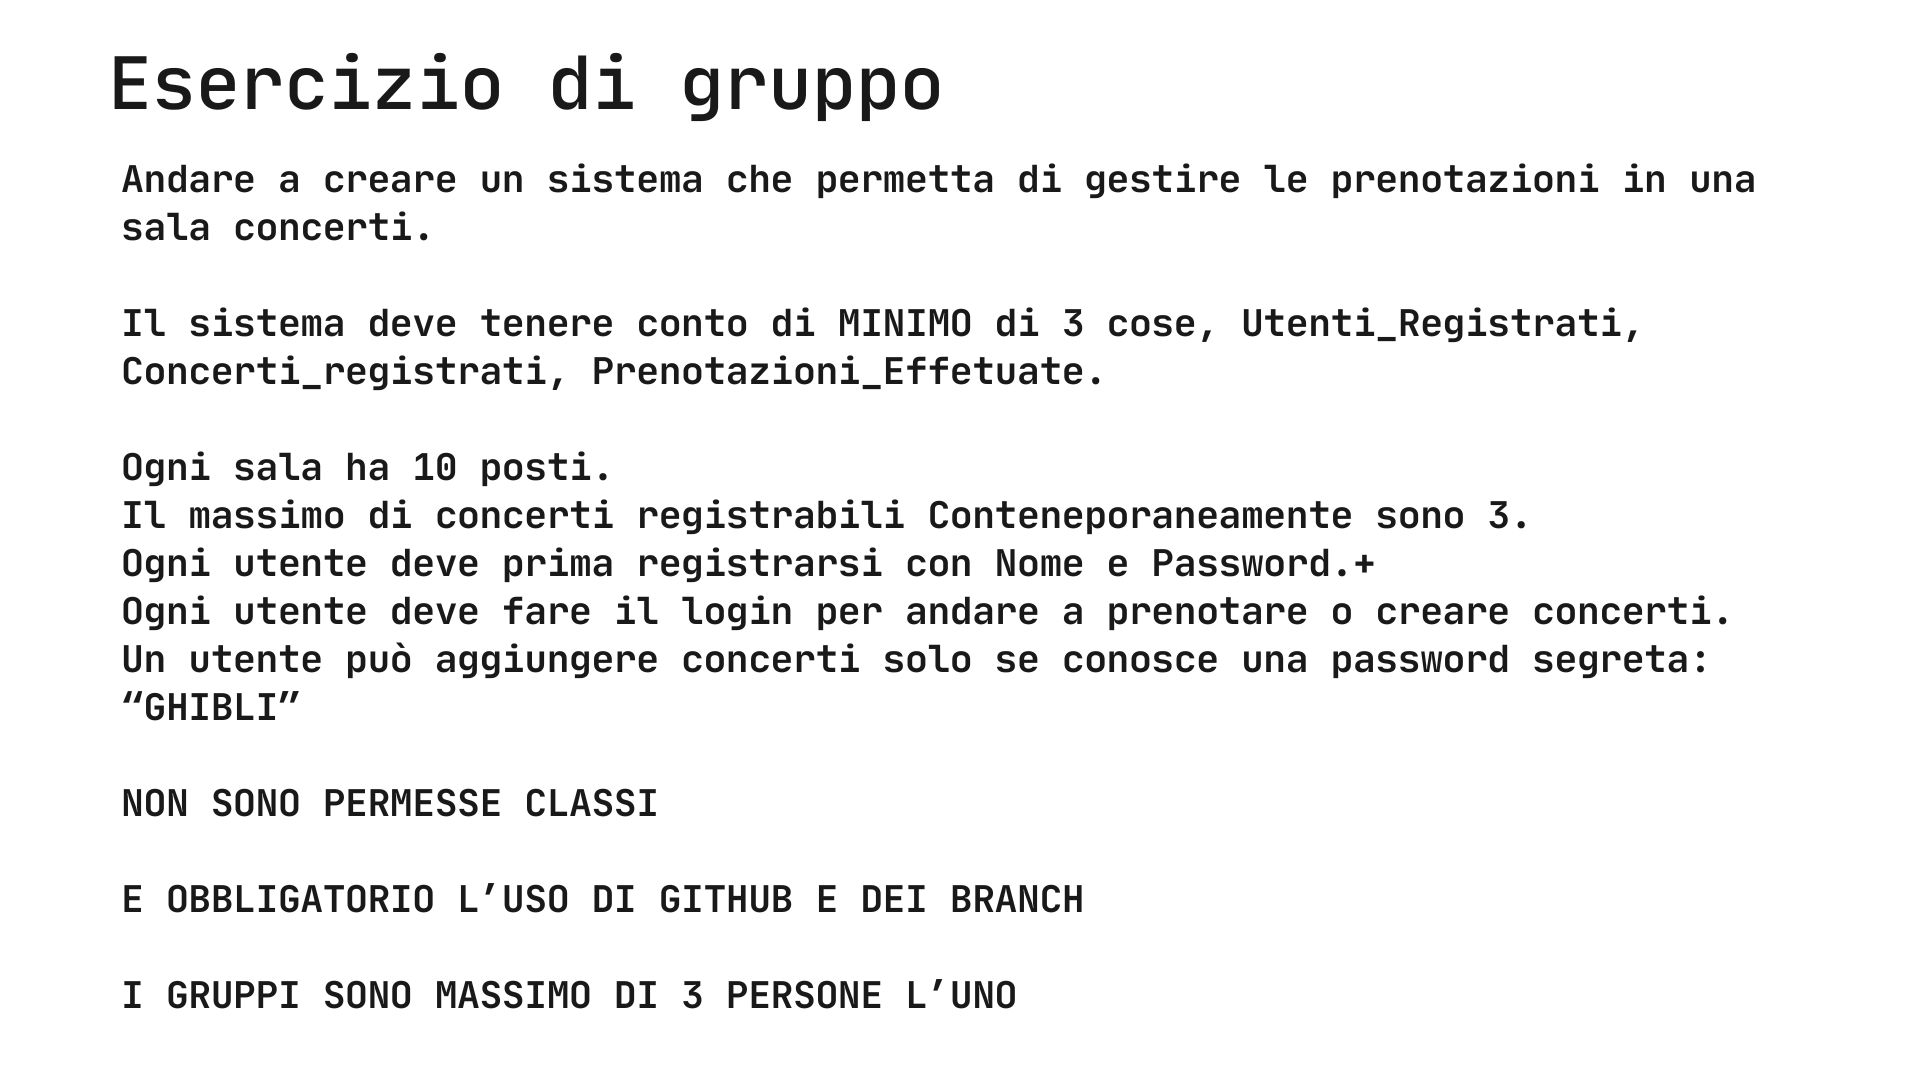 Esercizio di gruppo
Andare a creare un sistema che permetta di gestire le prenotazioni in una
sala concerti.
Il sistema deve tenere conto di MINIMO di 3 cose, Utenti_Registrati,
Concerti_registrati, Prenotazioni_Effetuate.
Ogni sala ha 10 posti.
Il massimo di concerti registrabili Conteneporaneamente sono 3.
Ogni utente deve prima registrarsi con Nome e Password.+
Ogni utente deve fare il login per andare a prenotare o creare concerti.
Un utente può aggiungere concerti solo se conosce una password segreta:
“GHIBLI”
NON SONO PERMESSE CLASSI
E OBBLIGATORIO L’USO DI GITHUB E DEI BRANCH
I GRUPPI SONO MASSIMO DI 3 PERSONE L’UNO